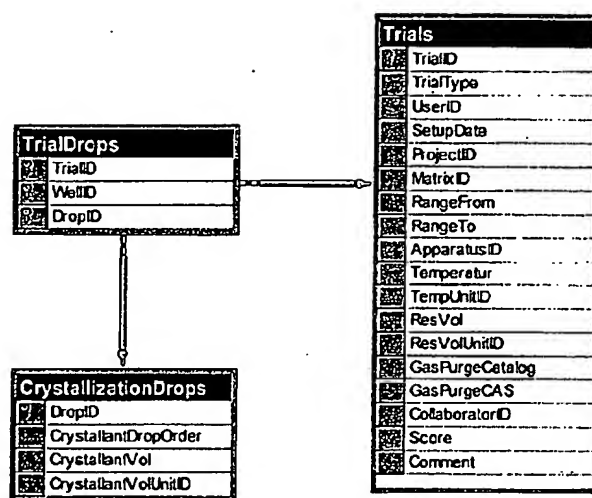 Trials
TrialID
TrialType
UserID
SetupDate
ProjectID
MatrixID
RangeFrom
RangeTo
ApparatusID
Temperatur
TempUnitID
ResVol
ResVolUnitID
GasPurgeCatalog
GasPurgeCAS
CollaboratorID
Score
Comment
TrialDrops
TrialID
WellID
DropID
CrystallizationDrops
DropID
CrystallantDropOrder
CrystallantVol
CrystallantVolUnitID